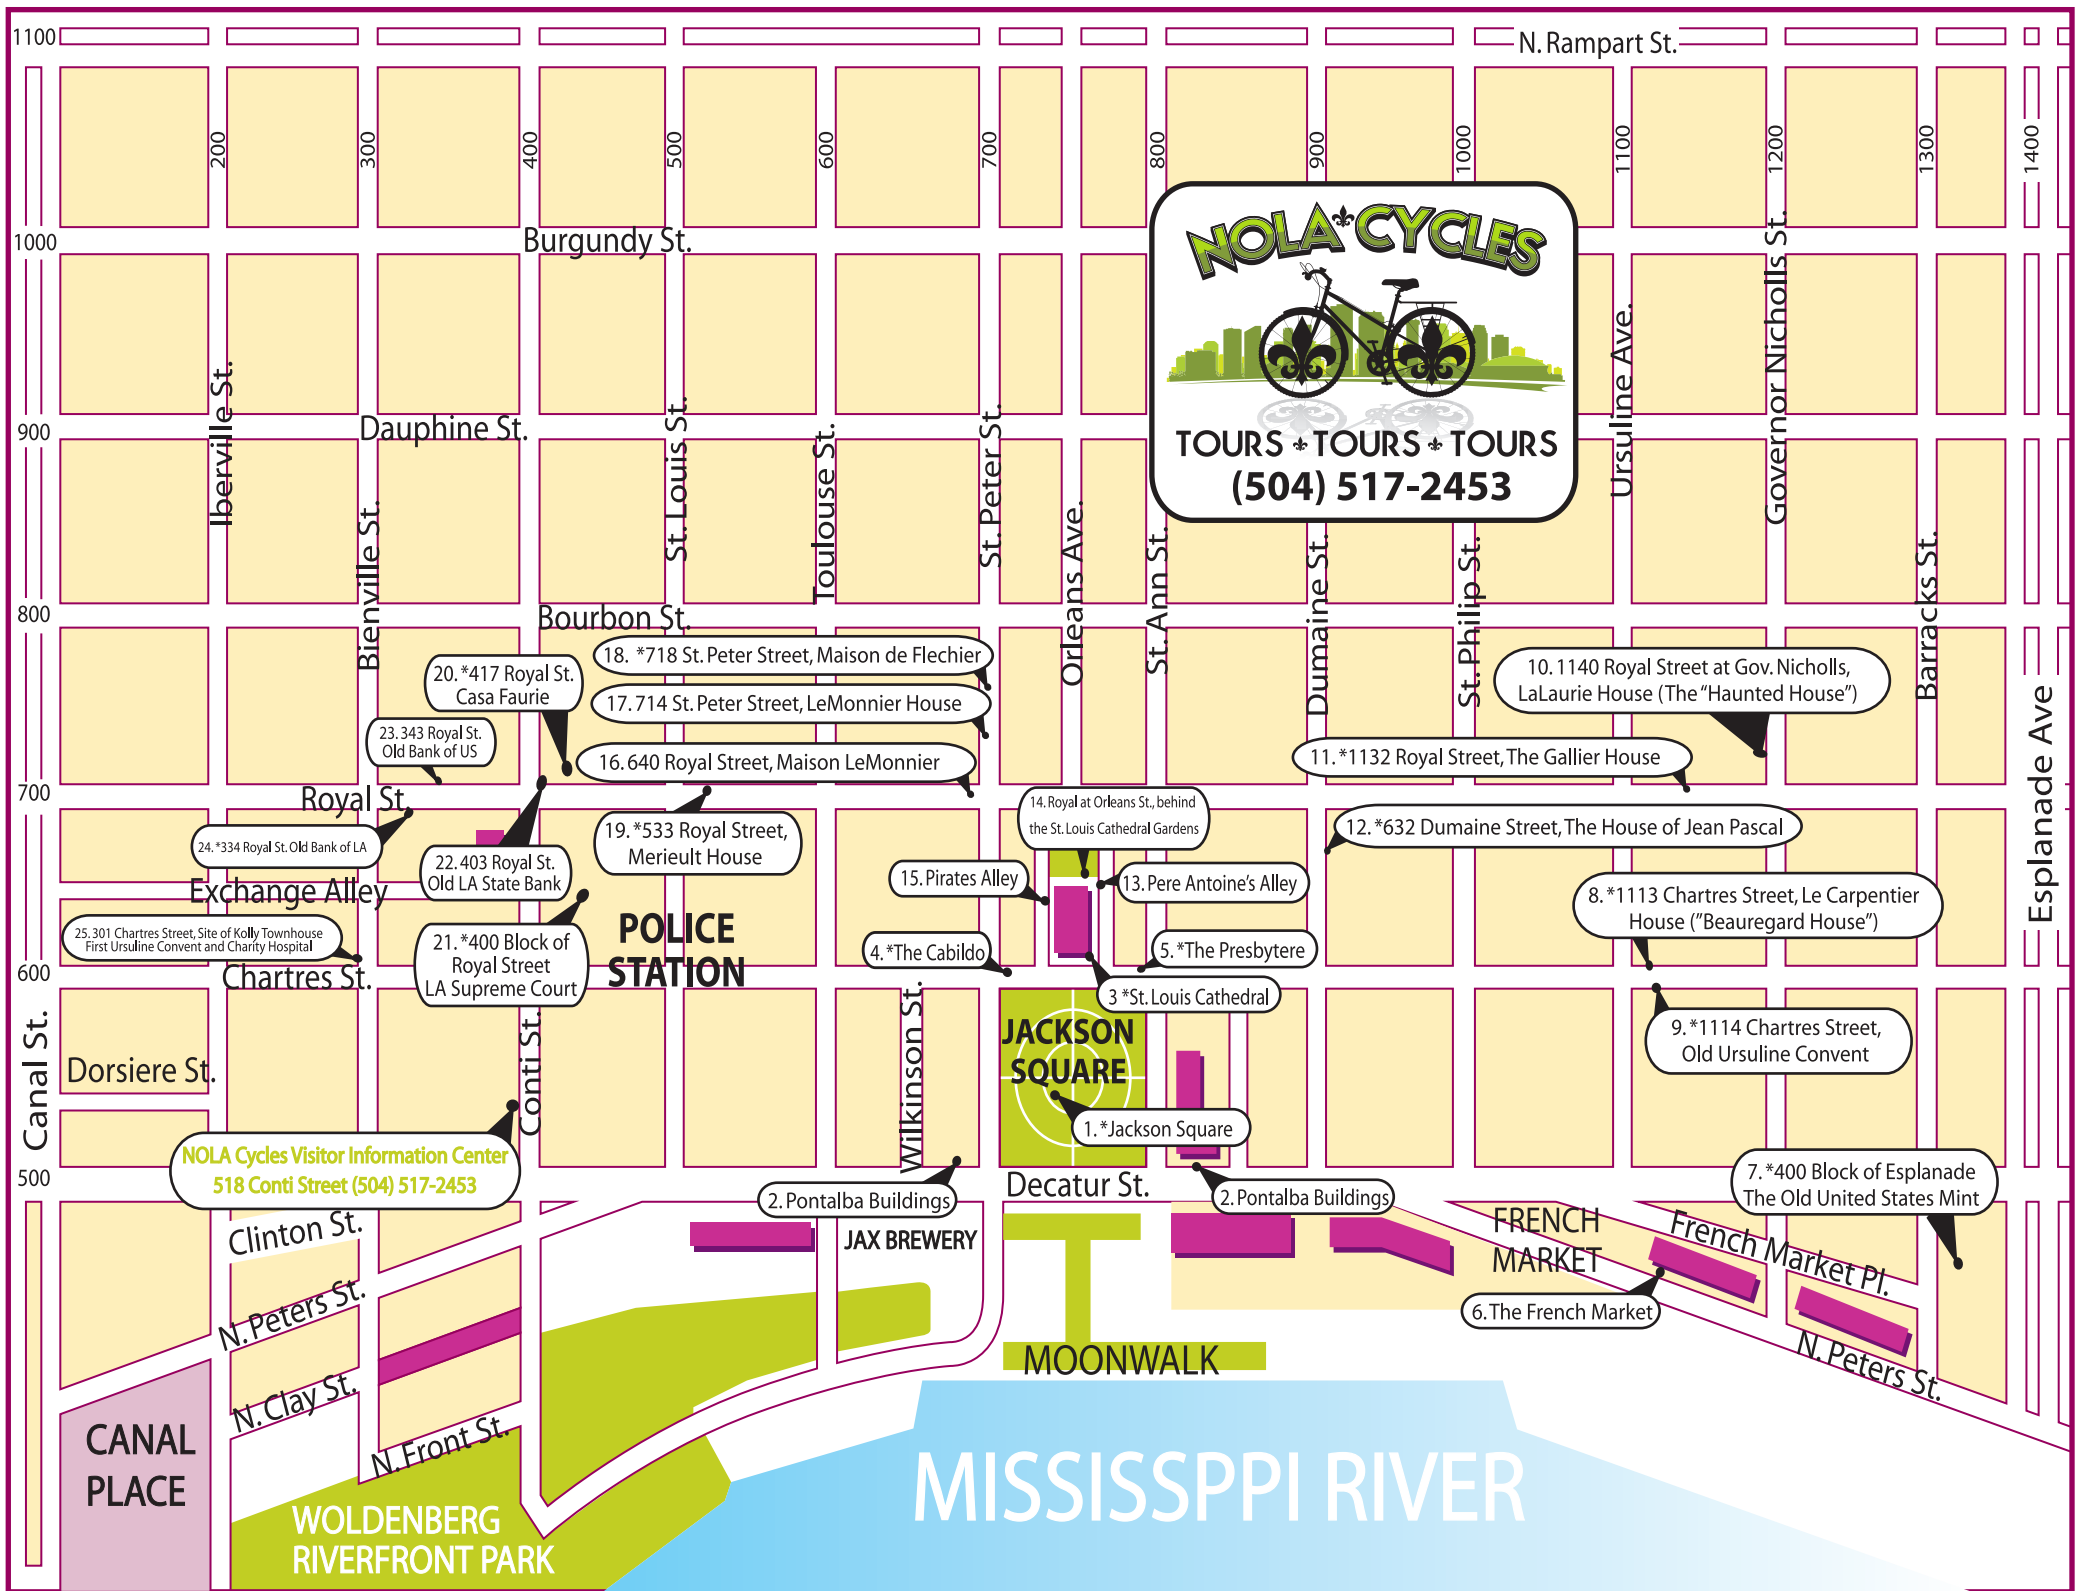 1100
N. Rampart St.
200
300
400
500
600
700
800
900
1000
1100
1200
1300
1400
NOLA CYCLES
TOURS TOURS TOURS
(504) 517-2453
1000
Burgundy St.
Iberville St.
Bienville St.
St. Louis St.
Toulouse St.
St. Peter St.
Orleans Ave.
St. Ann St.
Dumaine St.
St. Philip St.
Ursuline Ave.
Governor Nicholls St.
Barracks St.
Esplanade Ave
900
Dauphine St.
800
Bourbon St.
18. *718 St. Peter Street, Maison de Flechier
20. *417 Royal St.
Casa Faurie
17. 714 St. Peter Street, LeMonnier House
10. 1140 Royal Street at Gov. Nicholls,
LaLaurie House (The "Haunted House")
23. 343 Royal St.
Old Bank of US
16. 640 Royal Street, Maison LeMonnier
11. *1132 Royal Street, The Gallier House
700
Royal St.
14. Royal at Orleans St., behind
the St. Louis Cathedral Gardens
24. *334 Royal St. Old Bank of LA
19. *533 Royal Street,
Merieult House
12. *632 Dumaine Street, The House of Jean Pascal
22. 403 Royal St.
Old LA State Bank
Exchange Alley
15. Pirates Alley
13. Pere Antoine's Alley
8. *1113 Chartres Street, Le Carpentier
House ("Beauregard House")
25. 301 Chartres Street, Site of Kolly Townhouse
First Ursuline Convent and Charity Hospital
21. *400 Block of
Royal Street
LA Supreme Court
POLICE
STATION
4. *The Cabildo
5. *The Presbytere
600
Chartres St.
3 *St. Louis Cathedral
Canal St.
Conti St.
Wilkinson St.
JACKSON
SQUARE
9. *1114 Chartres Street,
Old Ursuline Convent
Dorsiere St.
1. *Jackson Square
NOLA Cycles Visitor Information Center
518 Conti Street (504) 517-2453
500
2. Pontalba Buildings
Decatur St.
2. Pontalba Buildings
7. *400 Block of Esplanade
The Old United States Mint
Clinton St.
JAX BREWERY
FRENCH
MARKET
French Market Pl.
N. Peters St.
6. The French Market
MOONWALK
N. Peters St.
N. Clay St.
CANAL
PLACE
N. Front St.
MISSISSPPI RIVER
WOLDENBERG
RIVERFRONT PARK